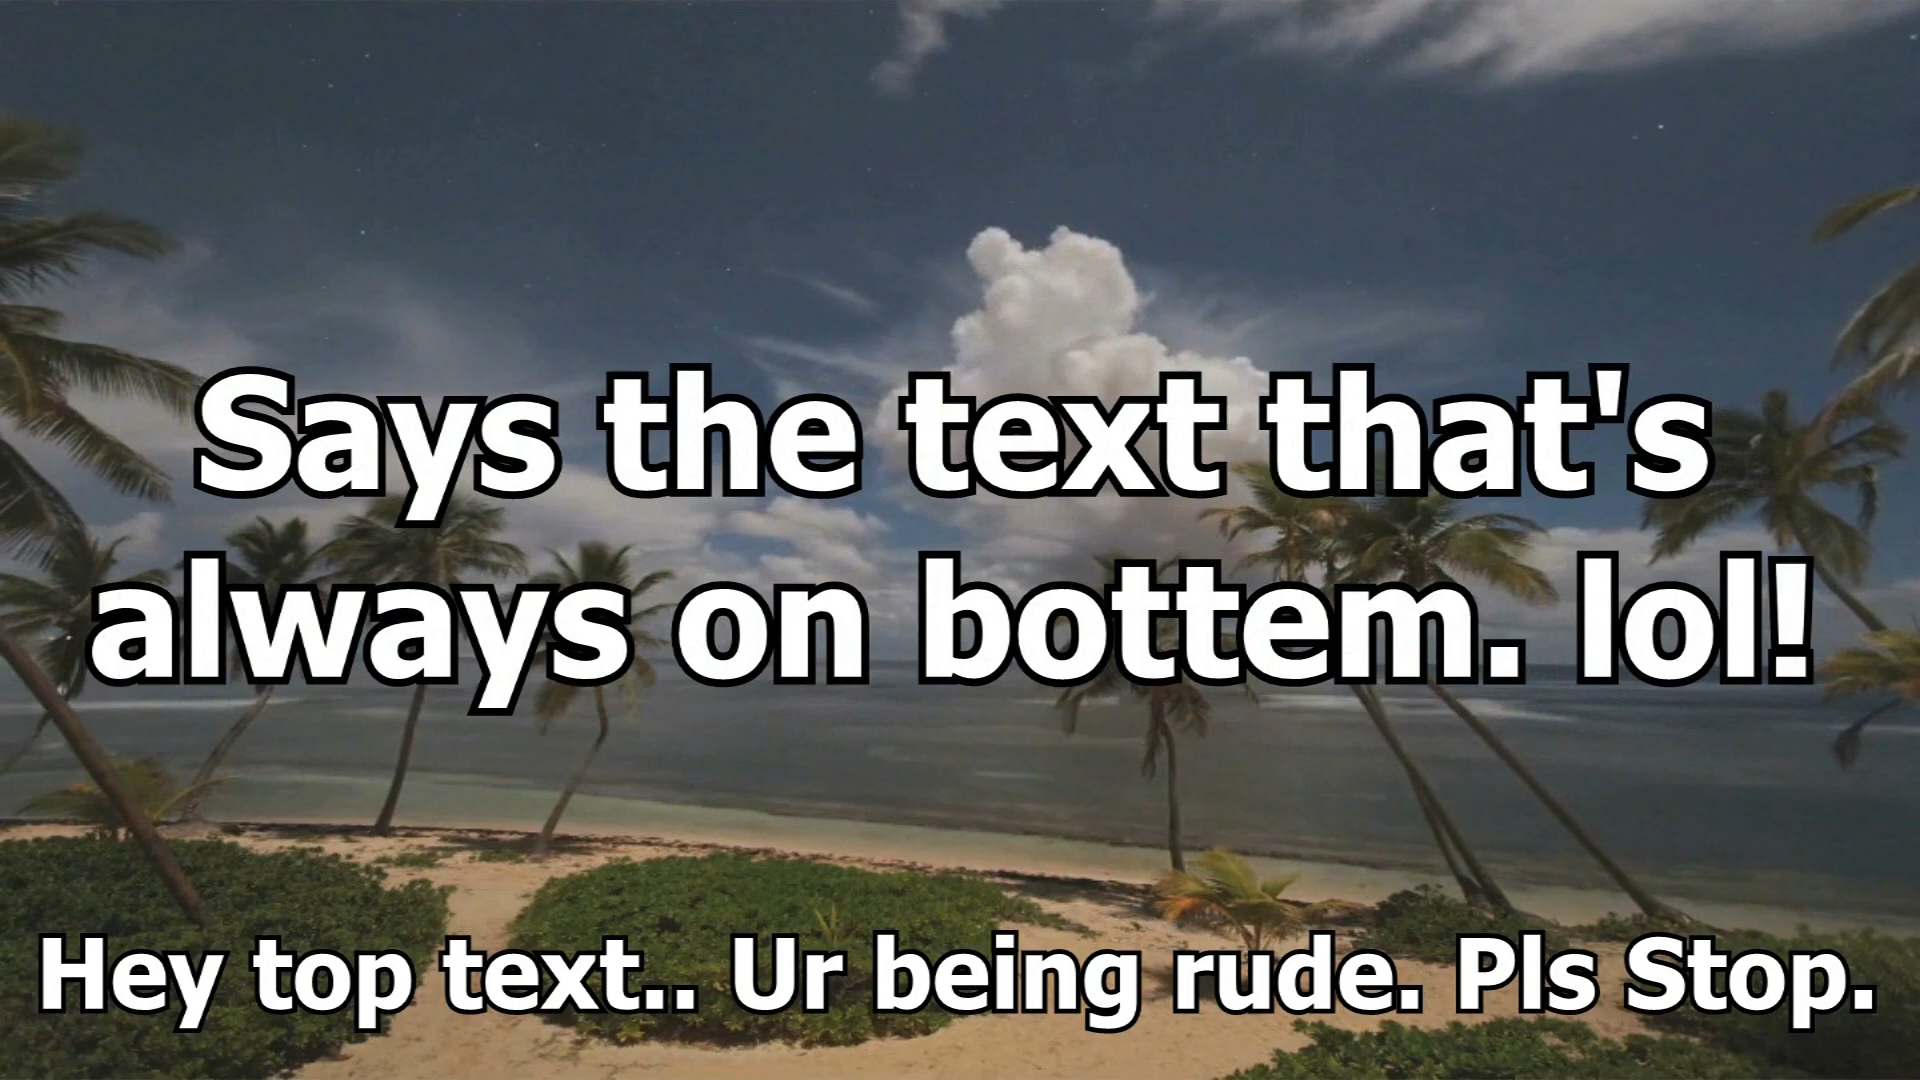 Says the text that's
always on bottem. lol!
Hey top text.. Ur being rude. Pls Stop.